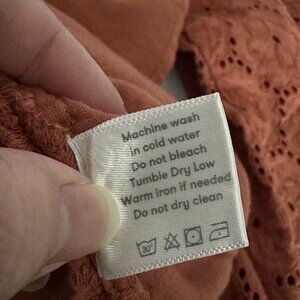 Machine wash
in cold water
Do not bleach
Tumble Dry Low
Warm iron if needed
Do not dry clean
30°